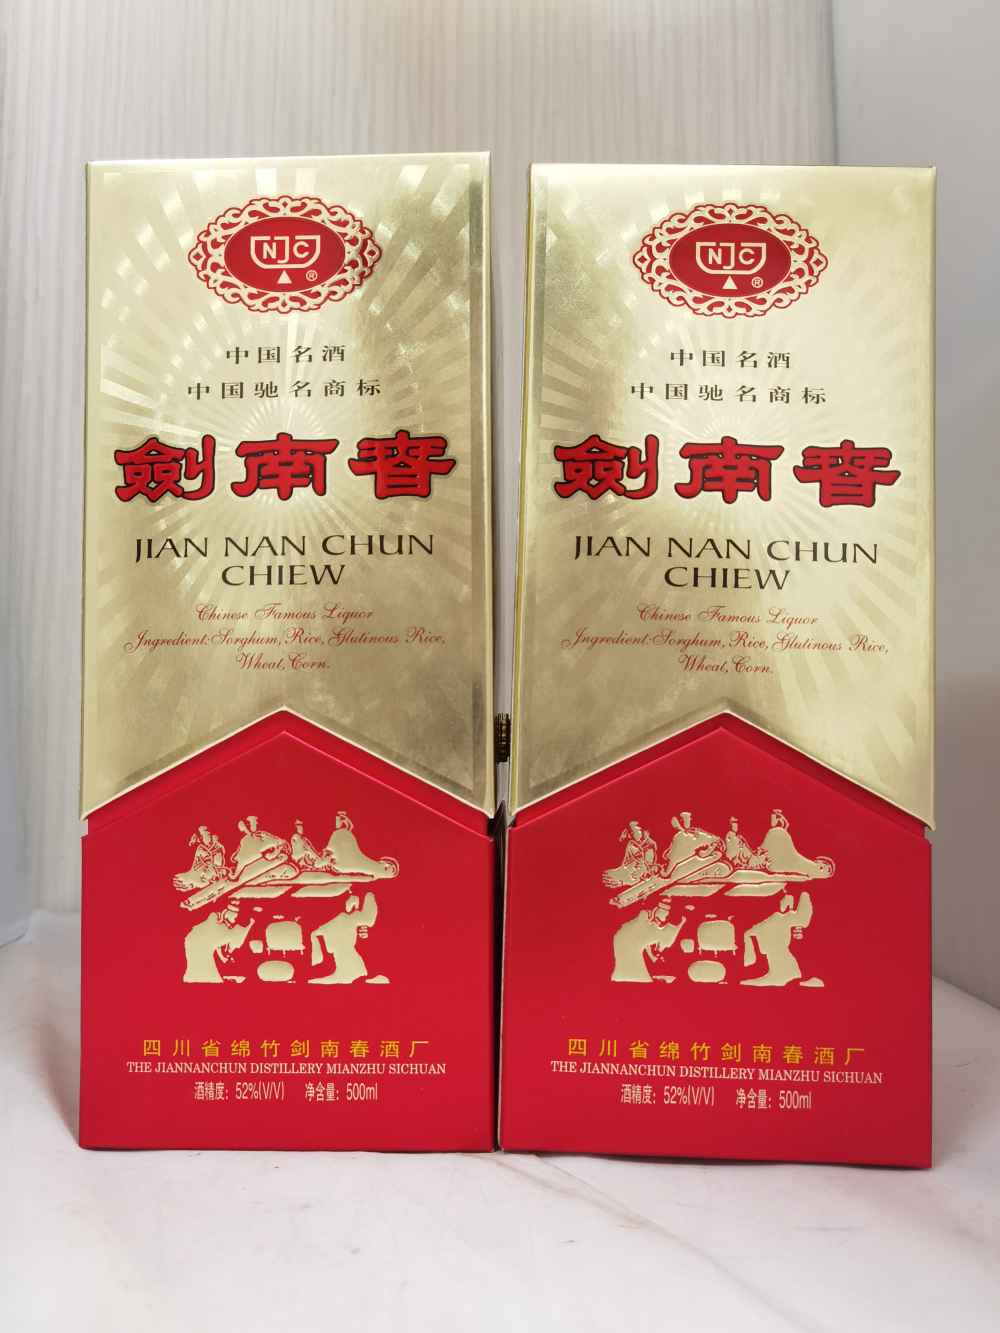 NJC
®
中国名酒
中国驰名商标
劍南春
JIAN NAN CHUN
CHIEW
Chinese Famous Liquor
Ingredient:Sorghum, Rice, Glutinous Rice,
Wheat, Corn.
四川省绵竹剑南春酒厂
THE JIANNANCHUN DISTILLERY MIANZHU SICHUAN
酒精度：52%(V/V) 净含量：500ml
NJC
®
中国名酒
中国驰名商标
劍南春
JIAN NAN CHUN
CHIEW
Chinese Famous Liquor
Ingredient:Sorghum, Rice, Glutinous Rice,
Wheat, Corn.
四川省绵竹剑南春酒厂
THE JIANNANCHUN DISTILLERY MIANZHU SICHUAN
酒精度：52%(V/V) 净含量：500ml